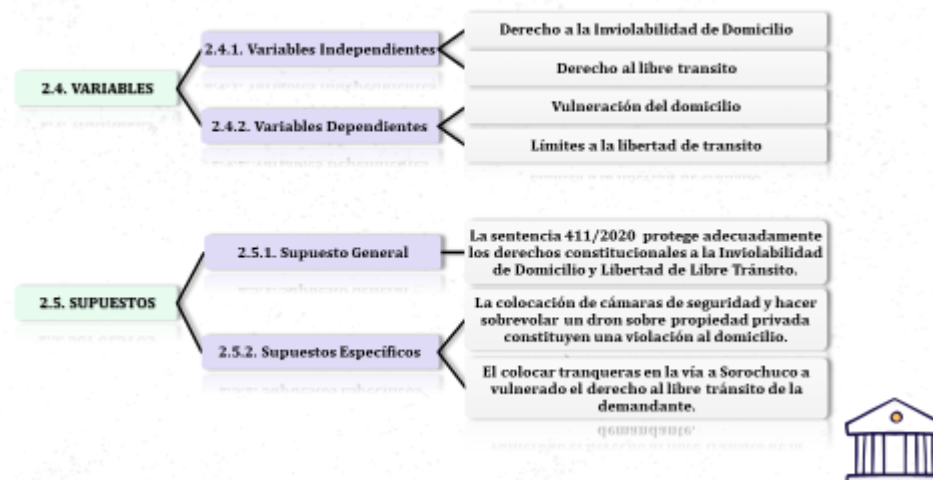 2.4. VARIABLES
2.4.1. Variables Independientes
Derecho a la Inviolabilidad de Domicilio
Derecho al libre transito
2.4.2. Variables Dependientes
Vulneración del domicilio
Límites a la libertad de transito
2.5. SUPUESTOS
2.5.1. Supuesto General
La sentencia 411/2020 protege adecuadamente
los derechos constitucionales a la Inviolabilidad
de Domicilio y Libertad de Libre Tránsito.
2.5.2. Supuestos Específicos
La colocación de cámaras de seguridad y hacer
sobrevolar un dron sobre propiedad privada
constituyen una violación al domicilio.
El colocar tranqueras en la vía a Sorochuco a
vulnerado el derecho al libre tránsito de la
demandante.